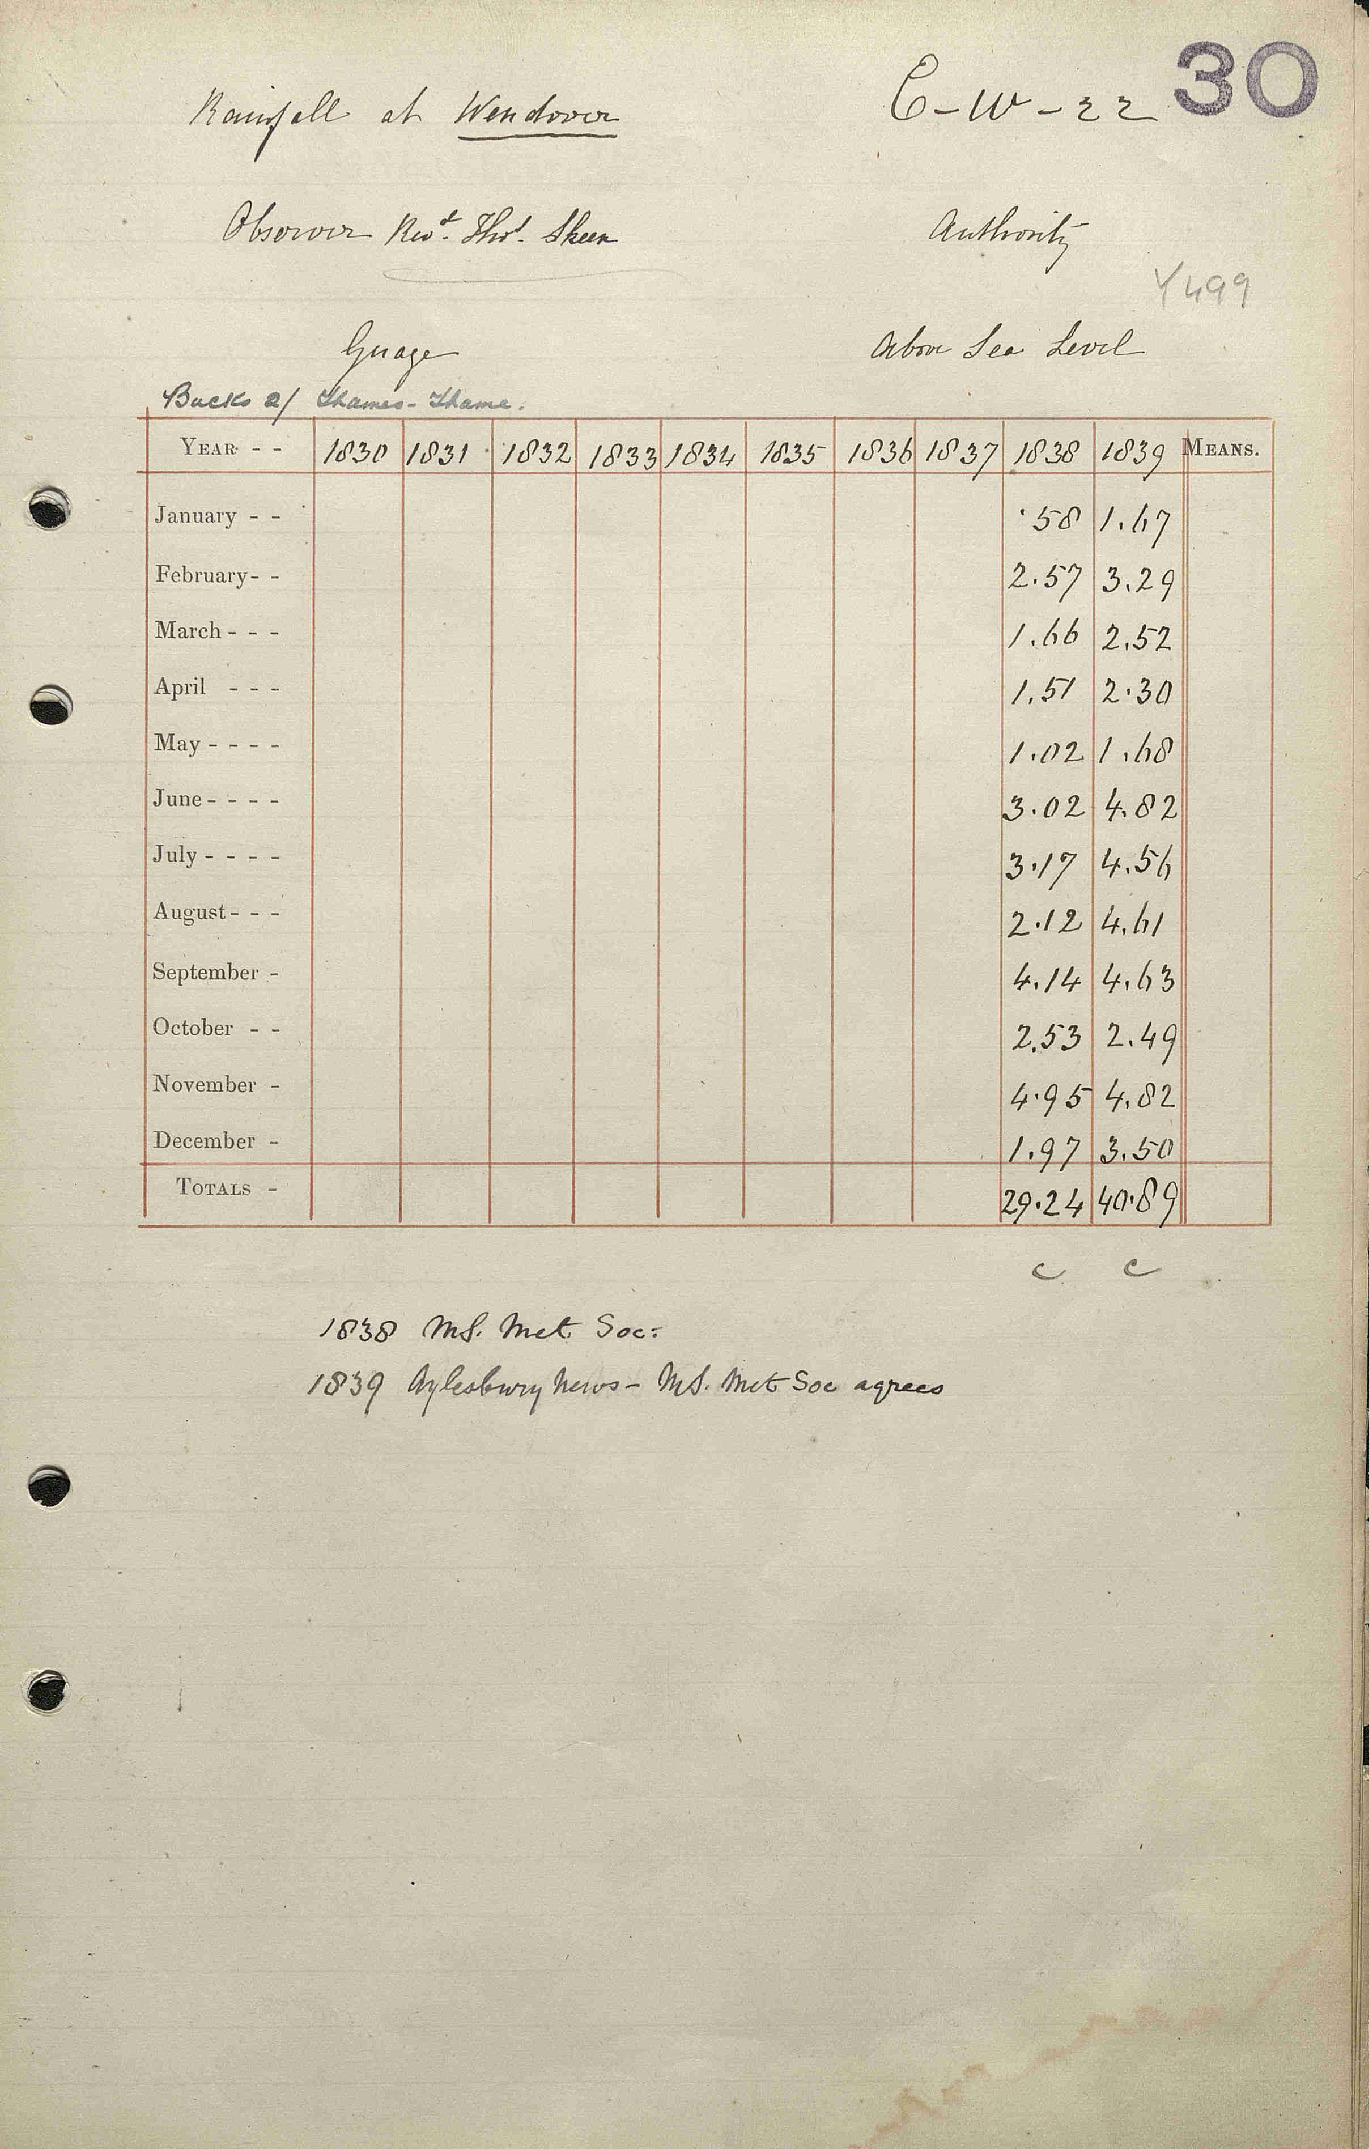 30
Rainfall at Wendover C-W-22
Observer Revd. Thos. Skeen Authority
Y499
Guage Above Sea Level
Bucks 2/ Thames-Thame.
YEAR - - 1830 1831 1832 1833 1834 1835 1836 1837 1838 1839 MEANS.
January - - .58 1.67
February - - 2.57 3.29
March - - - 1.66 2.52
April - - - 1.51 2.30
May - - - - 1.02 1.68
June - - - - 3.02 4.82
July - - - - 3.17 4.56
August - - - 2.12 4.61
September - 4.14 4.63
October - - 2.53 2.49
November - 4.95 4.82
December - 1.97 3.50
TOTALS - 29.24 40.89
c c
1838 MS. Met. Soc:
1839 Aylesbury News - MS. Met Soc agrees